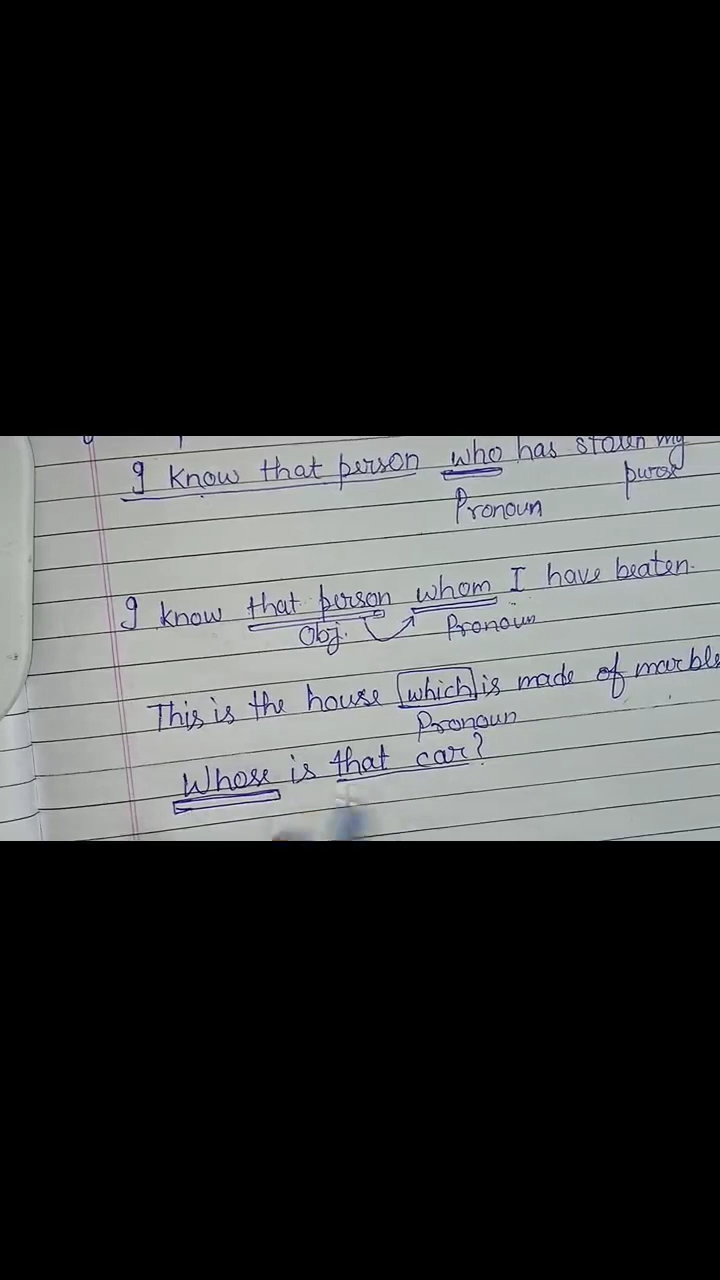 I know that person who has stolen my
purse
Pronoun
I know that person whom I have beaten.
Obj. Pronoun
This is the house which is made of marble
Pronoun
Whose is that car?